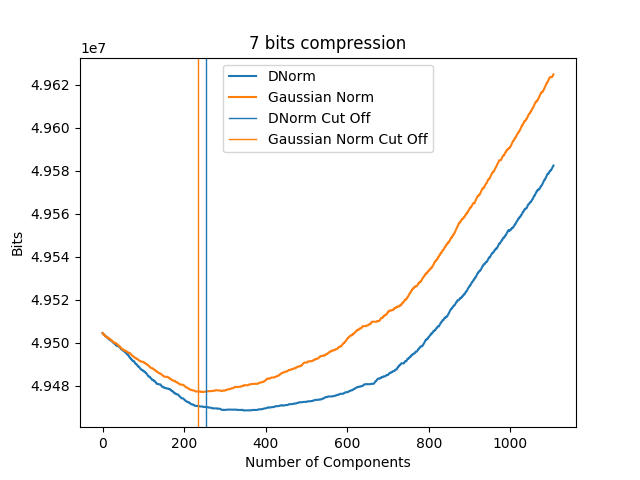 7 bits compression
1e7
DNorm
Gaussian Norm
DNorm Cut Off
Gaussian Norm Cut Off
4.962
4.960
4.958
4.956
4.954
4.952
4.950
4.948
Bits
0 200 400 600 800 1000
Number of Components